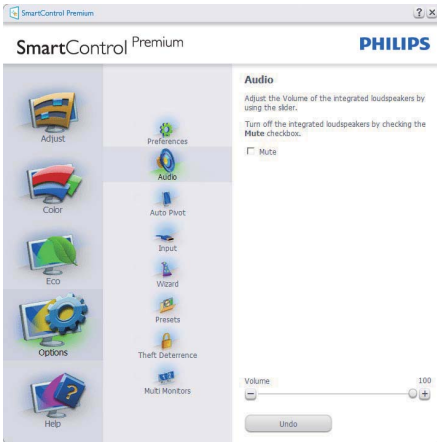 SmartControl Premium
SmartControl Premium
PHILIPS
Adjust
Color
Eco
Options
Help
Preferences
Audio
Auto Pivot
Input
Wizard
Presets
Theft Deterrence
Multi Monitors
Audio
Adjust the Volume of the integrated loudspeakers by
using the slider.
Turn off the integrated loudspeakers by checking the
Mute checkbox.
Mute
Volume 100
Undo